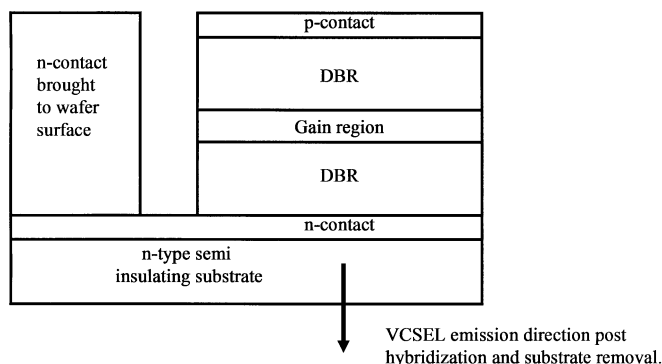 p-contact
n-contact
brought
to wafer
surface
DBR
Gain region
DBR
n-contact
n-type semi
insulating substrate
VCSEL emission direction post
hybridization and substrate removal.